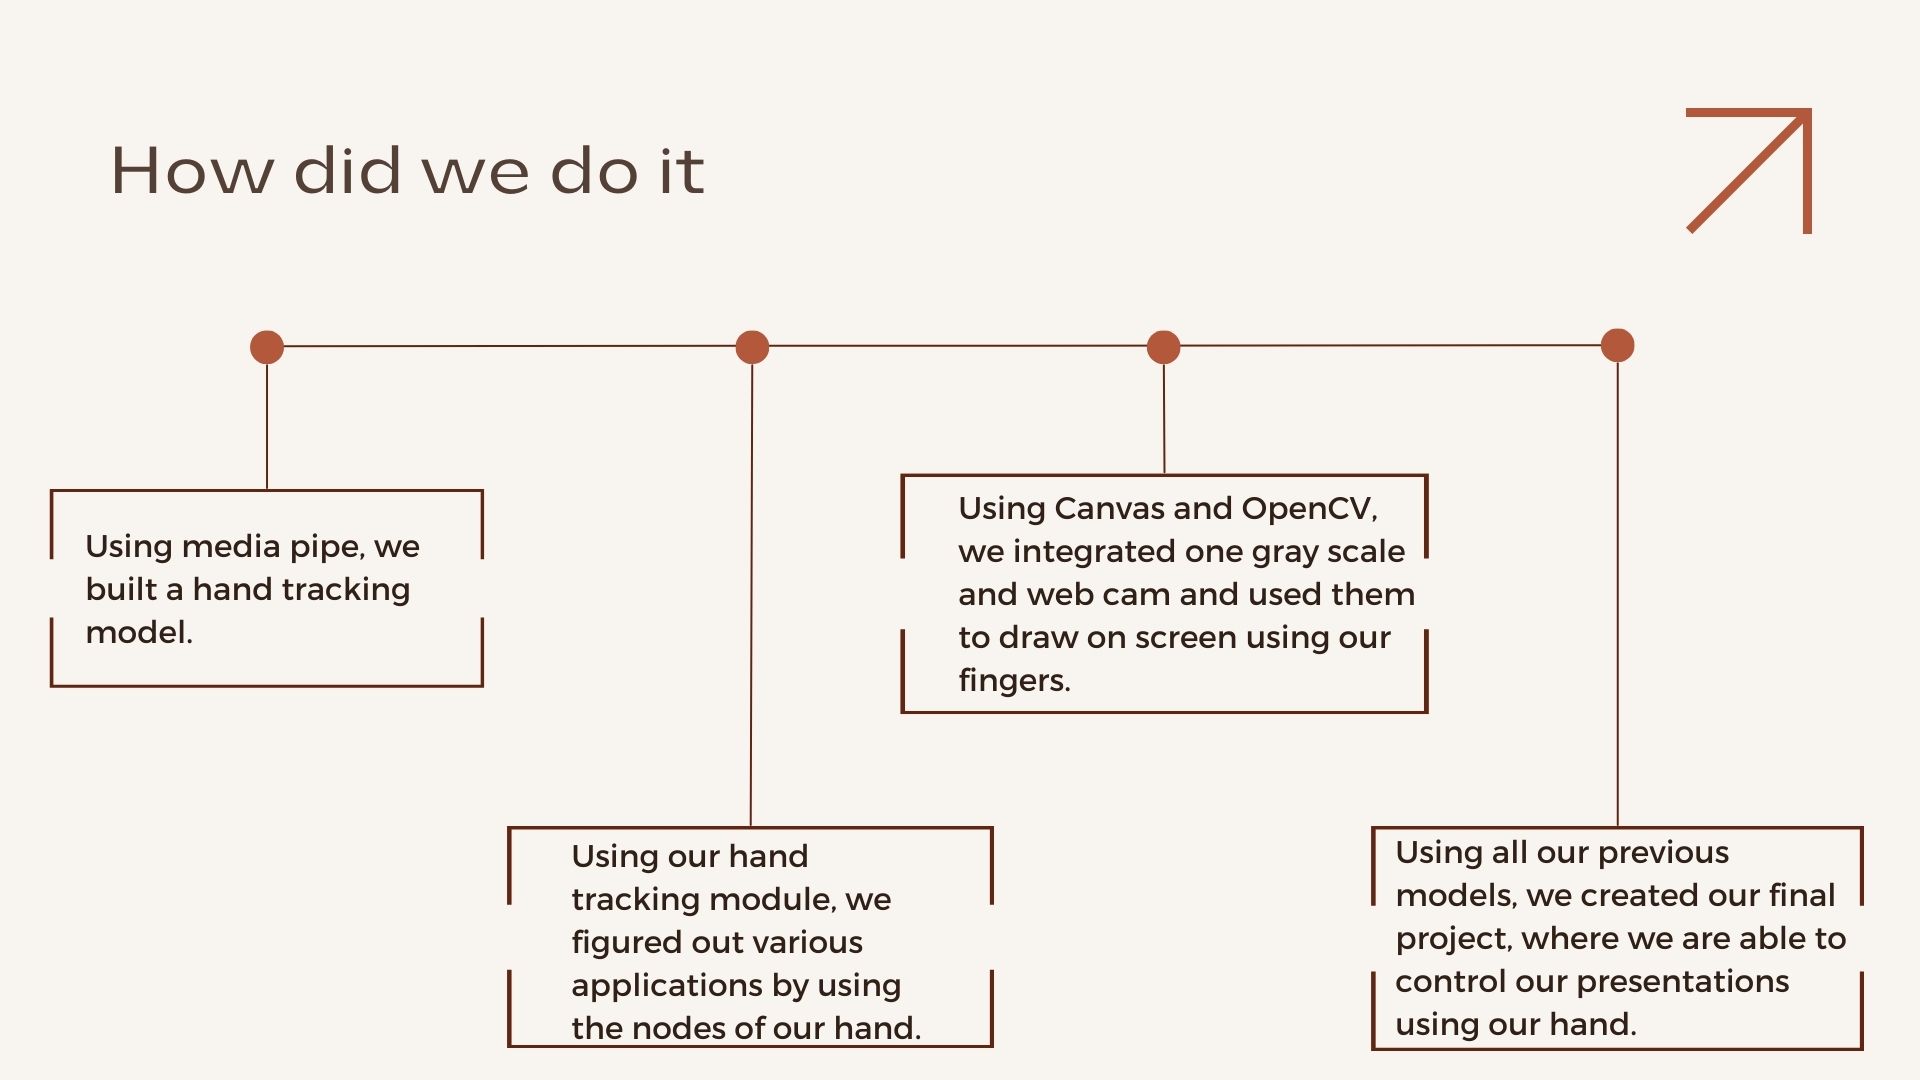 How did we do it
Using media pipe, we
built a hand tracking
model.
Using our hand
tracking module, we
figured out various
applications by using
the nodes of our hand.
Using Canvas and OpenCV,
we integrated one gray scale
and web cam and used them
to draw on screen using our
fingers.
Using all our previous
models, we created our final
project, where we are able to
control our presentations
using our hand.